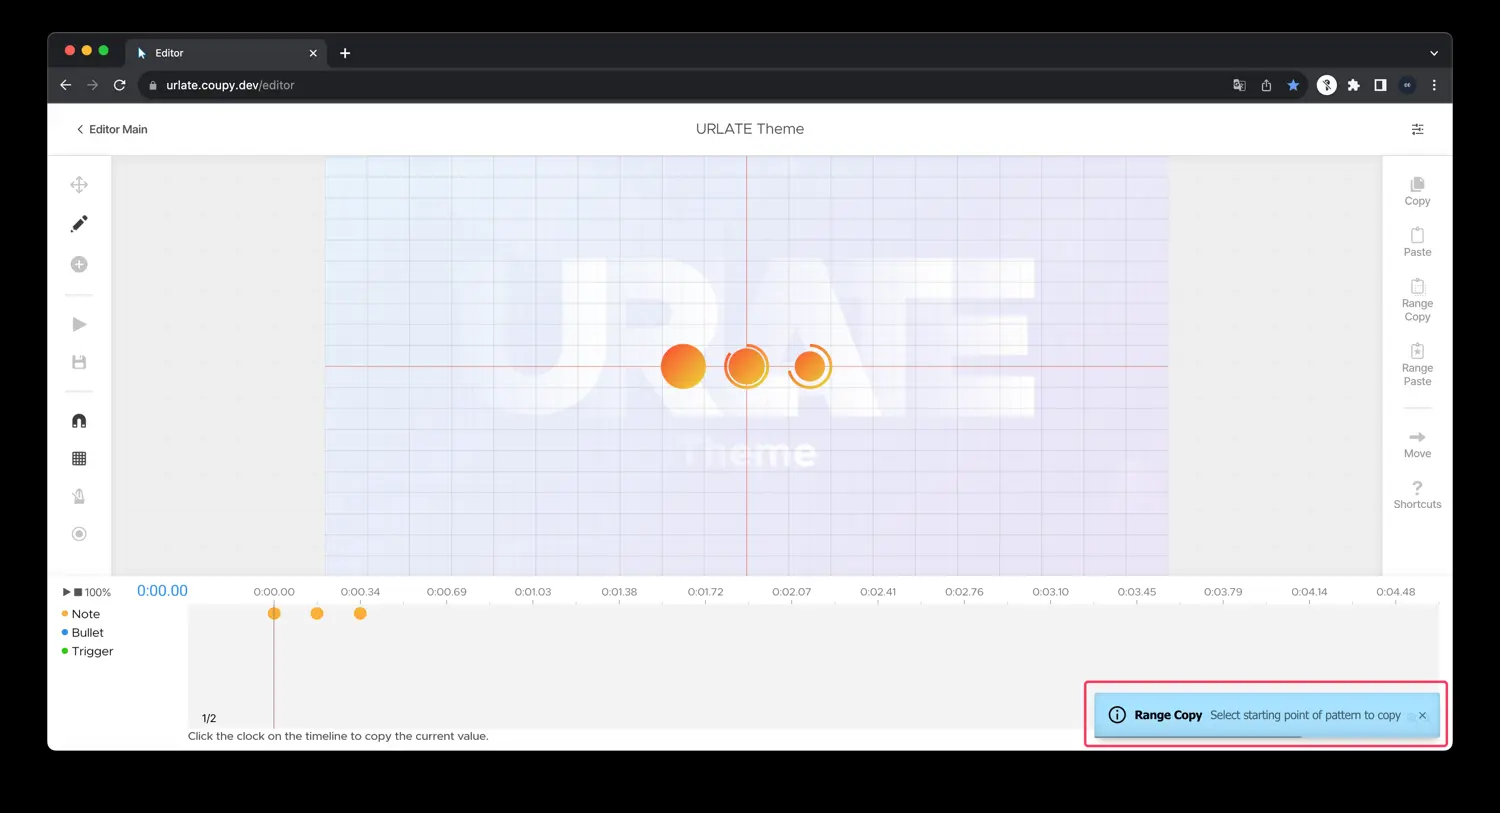 Editor
urlate.coupy.dev/editor
Editor Main
URLATE Theme
URLATE
Theme
Copy
Paste
Range
Copy
Range
Paste
Move
?
Shortcuts
100%
0:00.00
0:00.00 0:00.34 0:00.69 0:01.03 0:01.38 0:01.72 0:02.07 0:02.41 0:02.76 0:03.10 0:03.45 0:03.79 0:04.14 0:04.48
Note
Bullet
Trigger
1/2
Click the clock on the timeline to copy the current value.
Range Copy Select starting point of pattern to copy